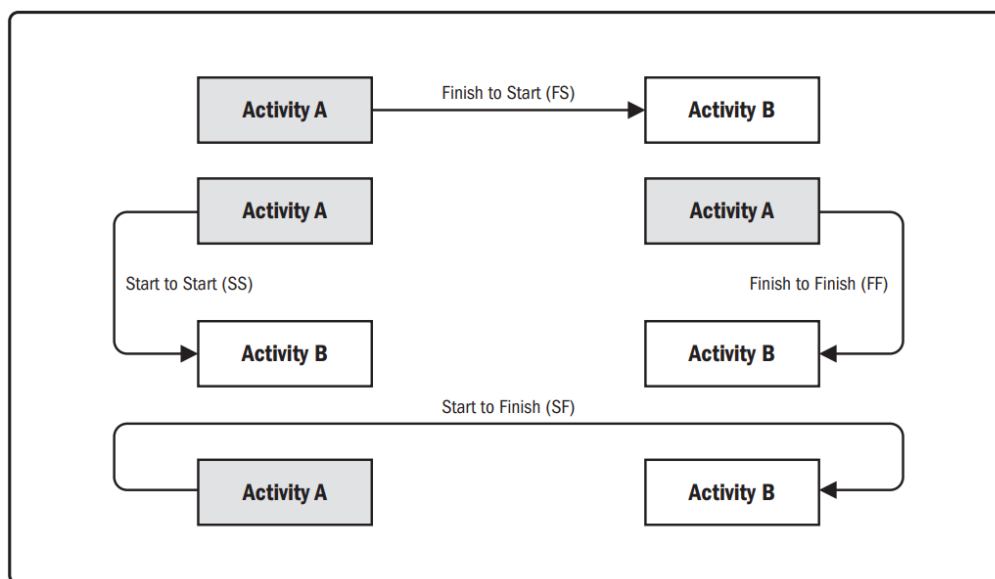 Finish to Start (FS)
Activity A
Activity B
Activity A
Activity A
Start to Start (SS)
Finish to Finish (FF)
Activity B
Activity B
Start to Finish (SF)
Activity A
Activity B